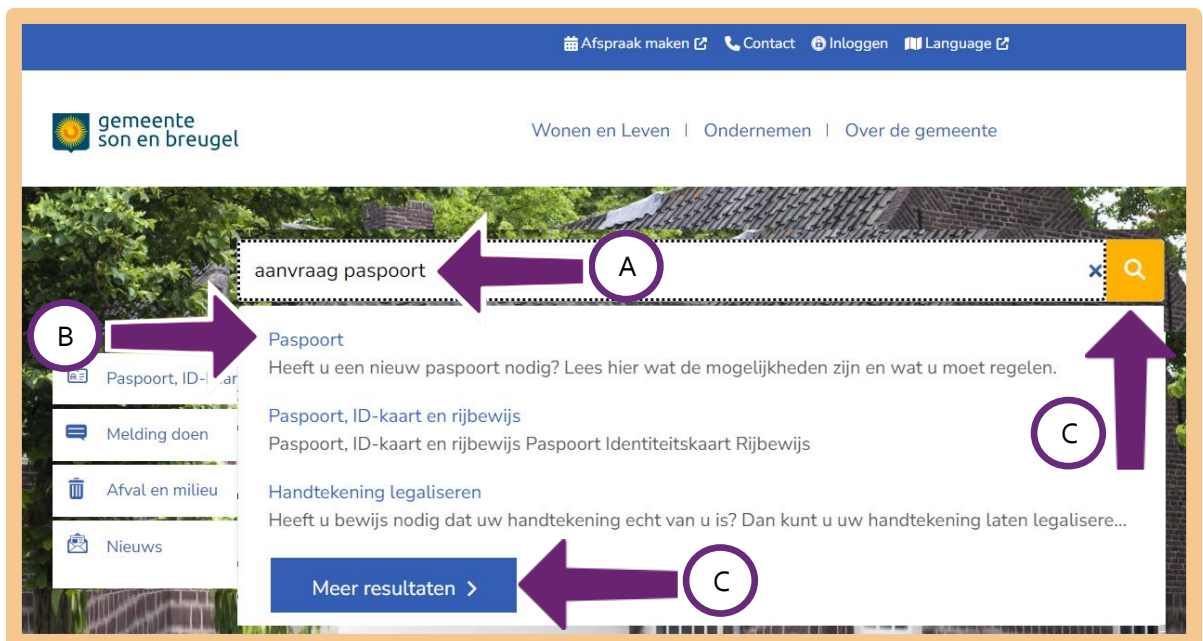 Afspraak maken Contact Inloggen Language
gemeente
son en breugel
Wonen en Leven | Ondernemen | Over de gemeente
aanvraag paspoort
A
B
Paspoort
Heeft u een nieuw paspoort nodig? Lees hier wat de mogelijkheden zijn en wat u moet regelen.
Paspoort, ID-kaar
Paspoort, ID-kaart en rijbewijs
Paspoort, ID-kaart en rijbewijs Paspoort Identiteitskaart Rijbewijs
C
Melding doen
Afval en milieu
Handtekening legaliseren
Heeft u bewijs nodig dat uw handtekening echt van u is? Dan kunt u uw handtekening laten legalisere...
Nieuws
Meer resultaten
C